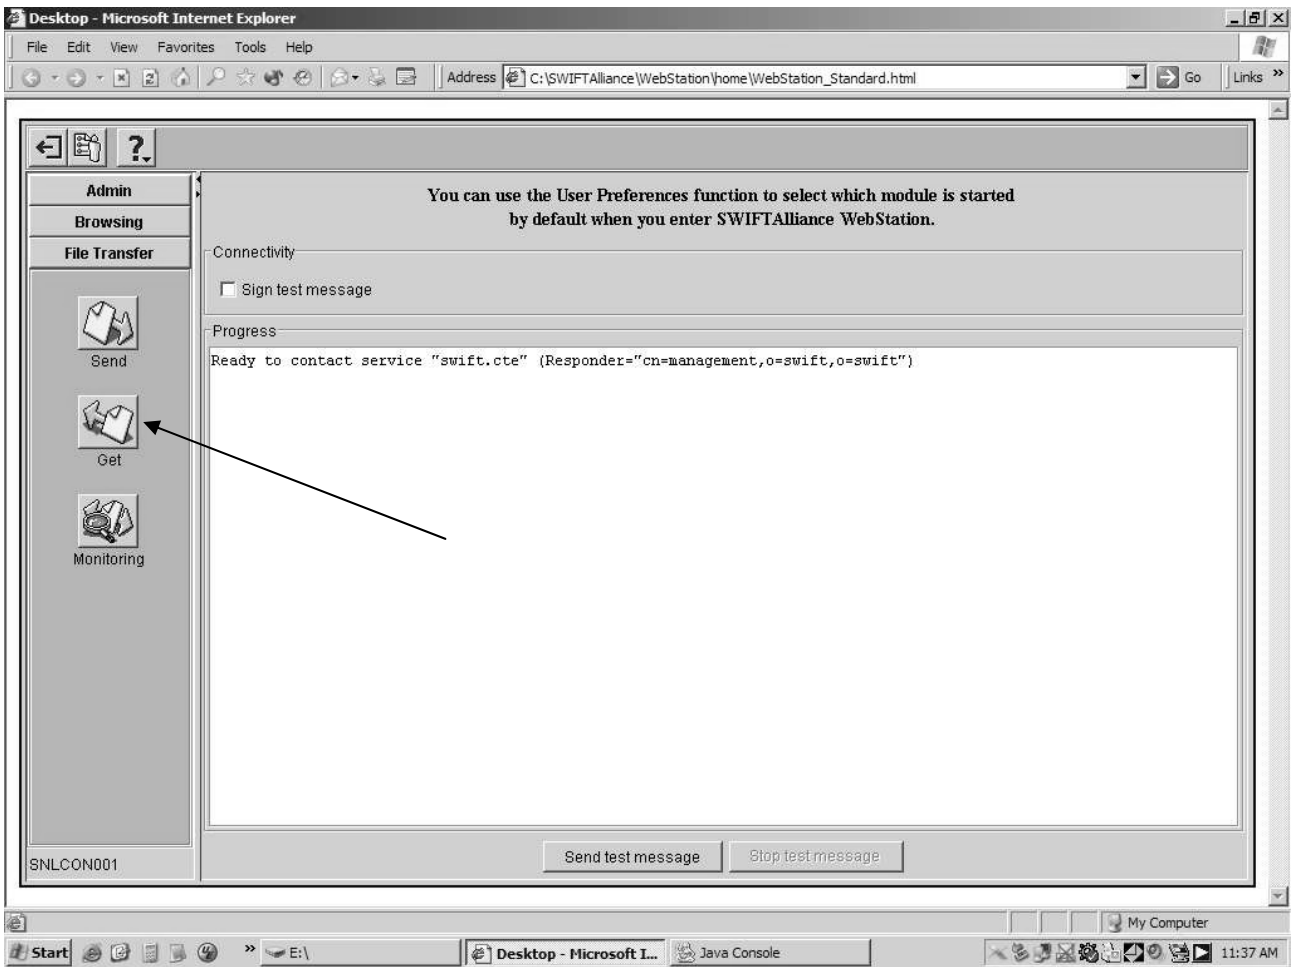 Desktop - Microsoft Internet Explorer
File Edit View Favorites Tools Help
Address C:\SWIFTAlliance\WebStation\home\WebStation_Standard.html Go Links »
?
Admin
Browsing
File Transfer
Send
Get
Monitoring
SNLCON001
You can use the User Preferences function to select which module is started
by default when you enter SWIFTAlliance WebStation.
Connectivity
Sign test message
Progress
Ready to contact service "swift.cte" (Responder="cn=management,o=swift,o=swift")
Send test message Stop test message
My Computer
Start » E:\ Desktop - Microsoft I... Java Console 11:37 AM